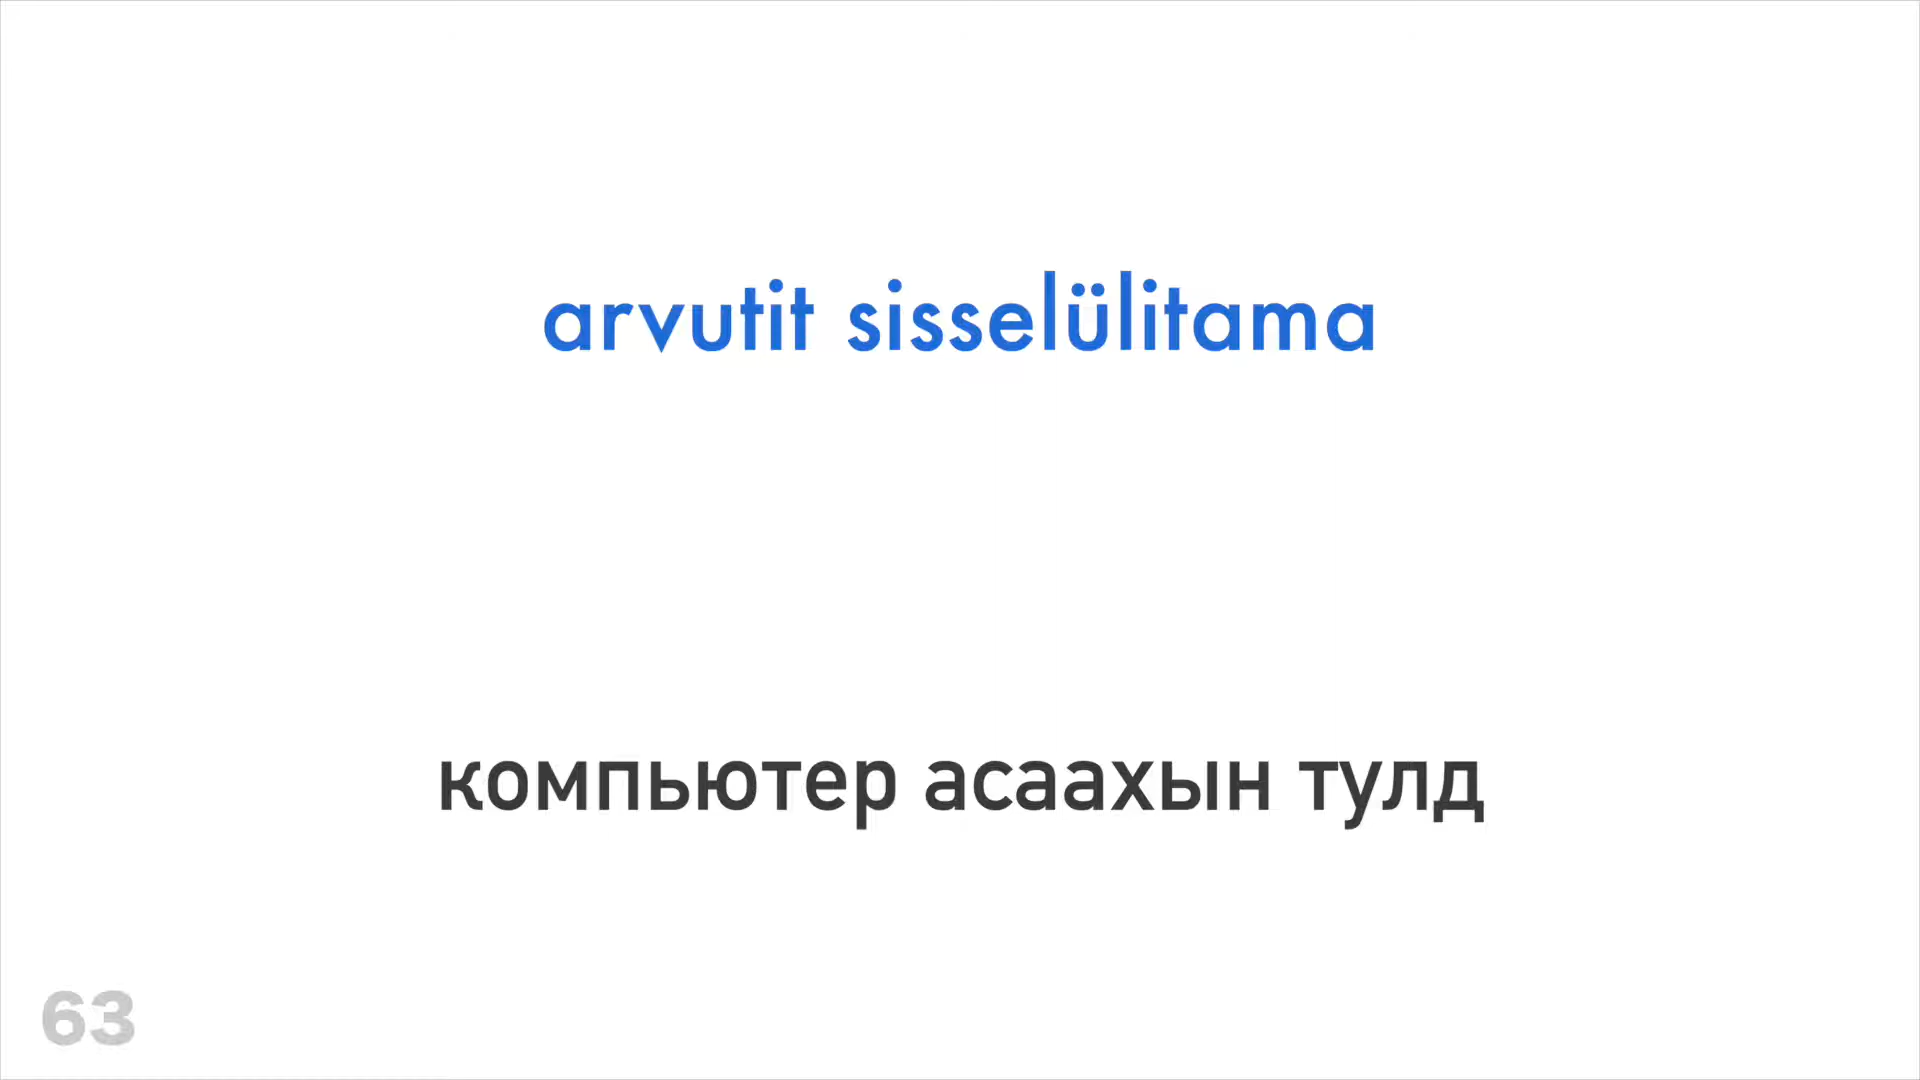 arvutit sisselülitama
компьютер асаахын тулд
63